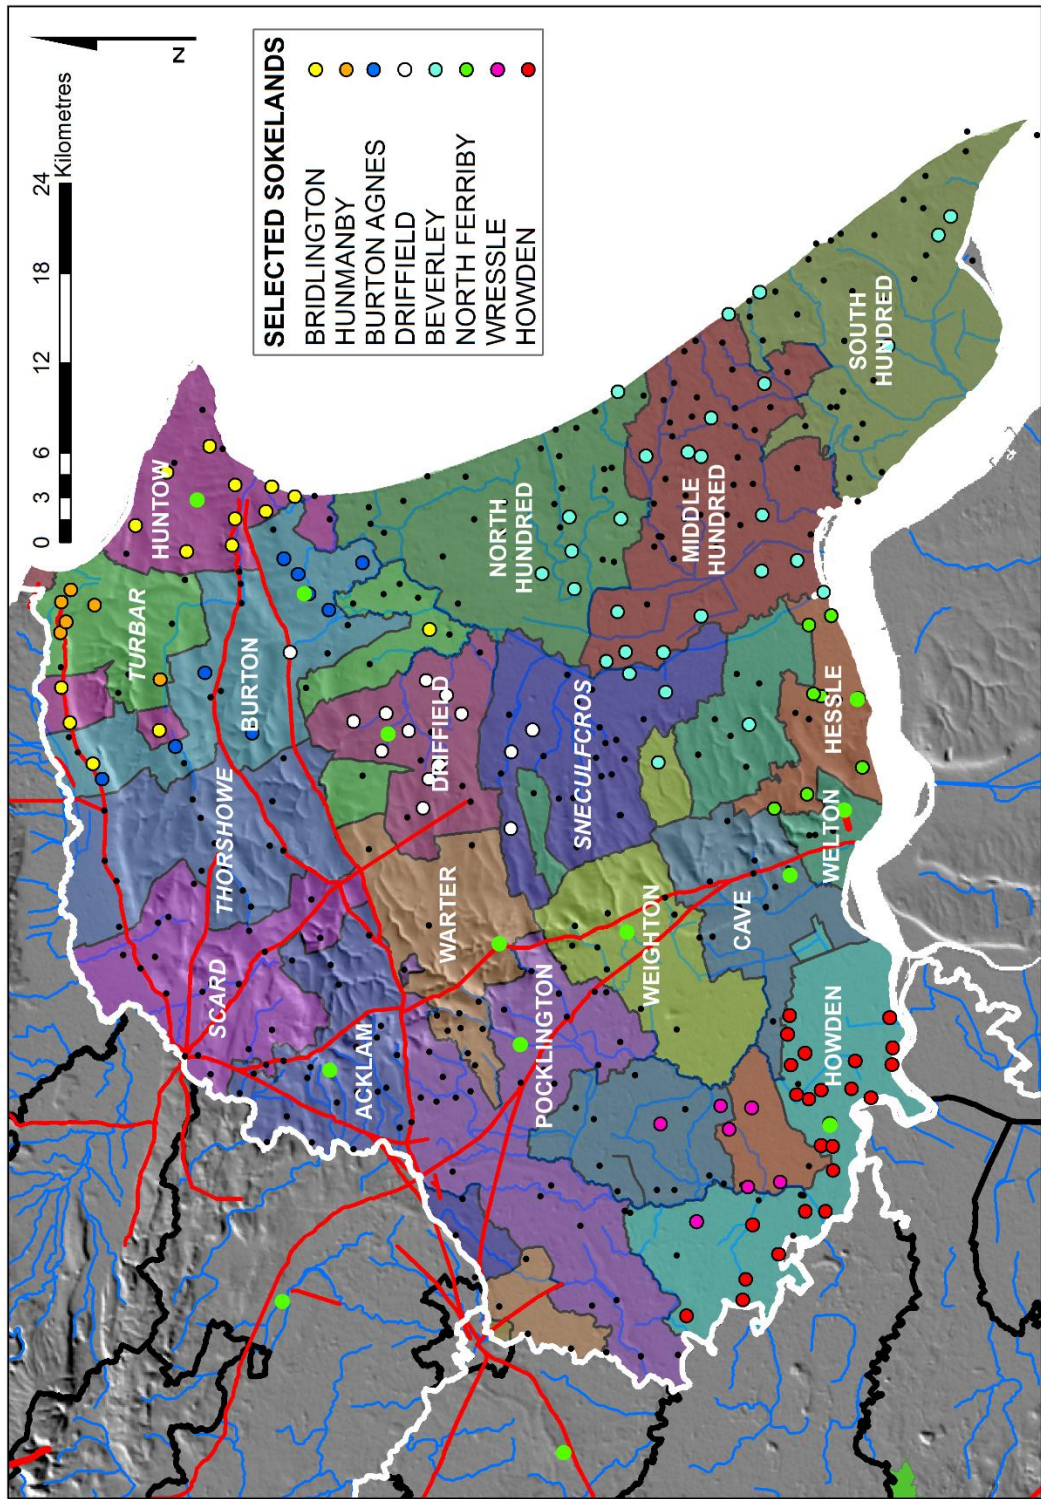 0 3 6 12 18 24
Kilometres
N
SELECTED SOKELANDS
BRIDLINGTON
HUNMANBY
BURTON AGNES
DRIFFIELD
BEVERLEY
NORTH FERRIBY
WRESSLE
HOWDEN
HUNTOW
TURBAR
BURTON
THORSHOWE
SCARD
ACKLAM
WARTER
DRIFFIELD
NORTH
HUNDRED
SNEULFCROS
POCKLINGTON
WEIGHTON
MIDDLE
HUNDRED
CAVE
WELTON
HESSLE
HOWDEN
SOUTH
HUNDRED